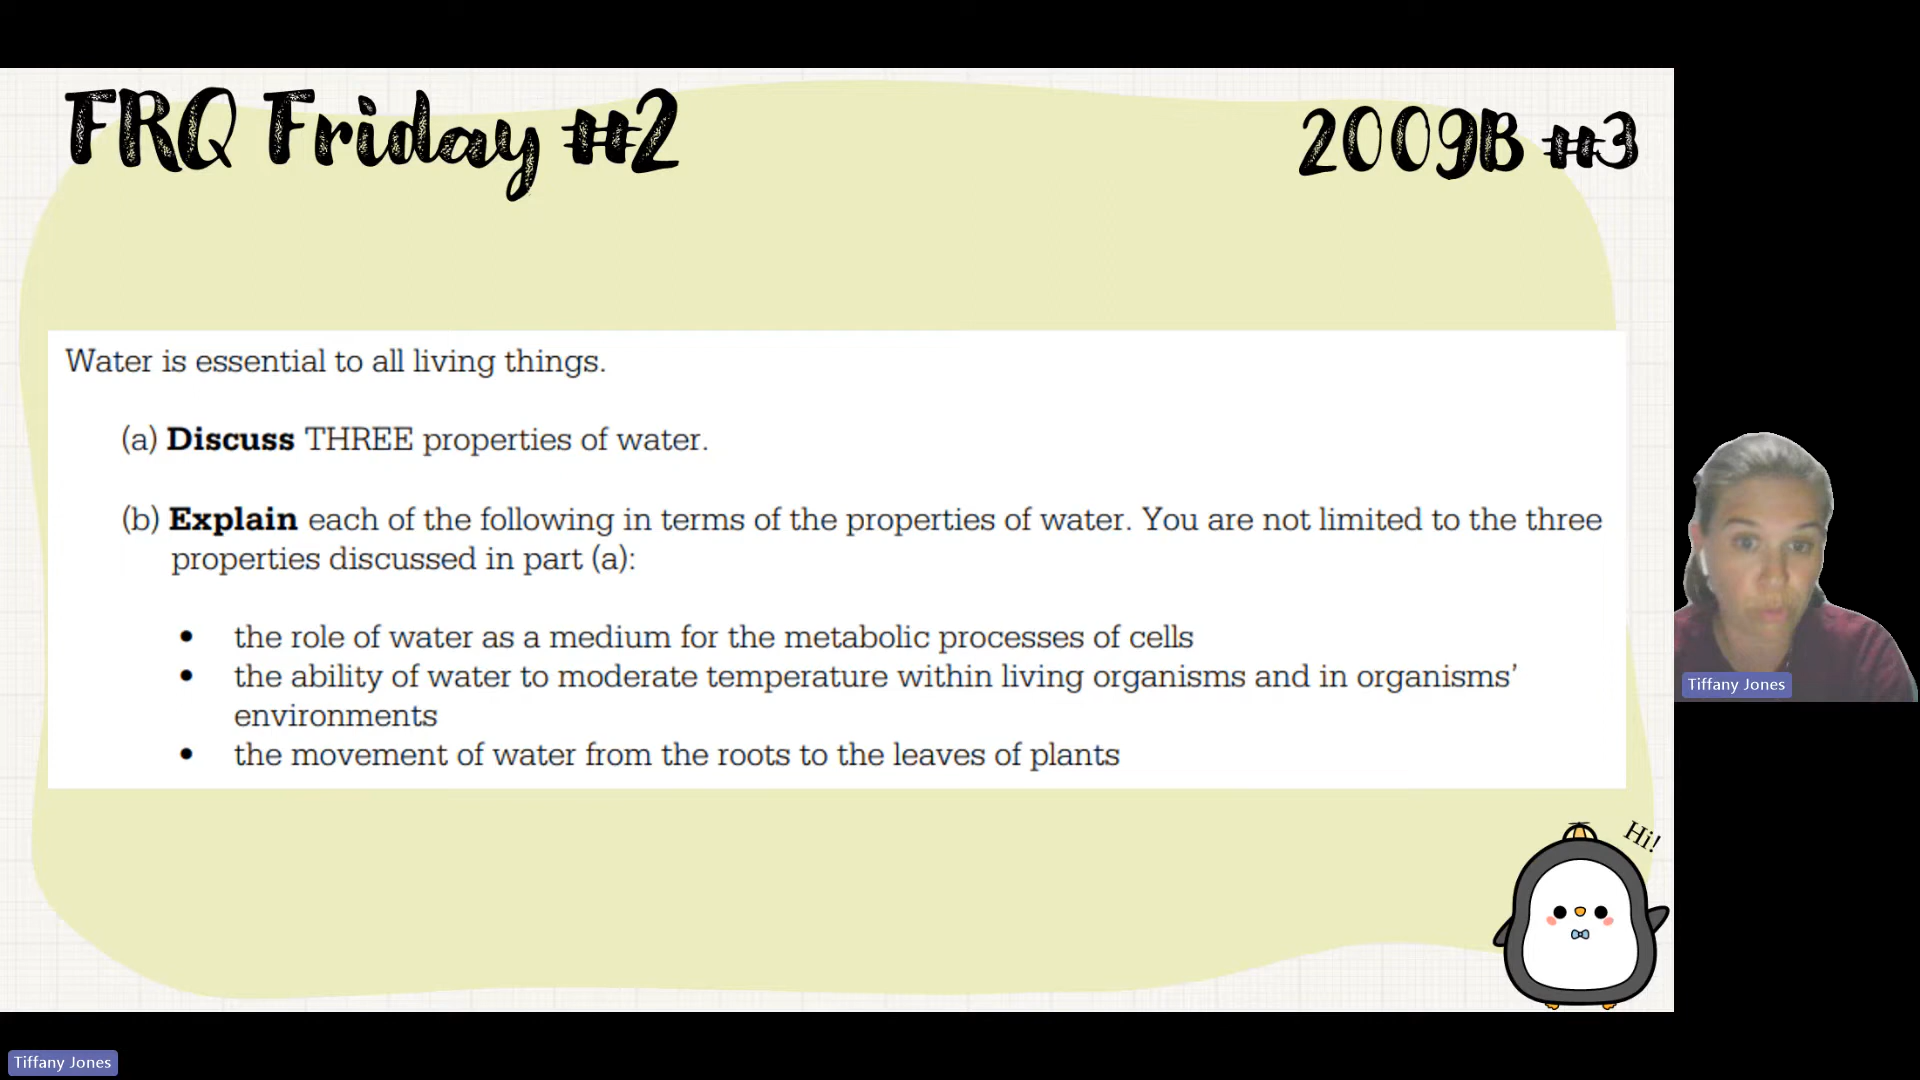 FRQ Friday #2
2009B #3
Water is essential to all living things.
(a) Discuss THREE properties of water.
(b) Explain each of the following in terms of the properties of water. You are not limited to the three
properties discussed in part (a):
• the role of water as a medium for the metabolic processes of cells
• the ability of water to moderate temperature within living organisms and in organisms’
environments
• the movement of water from the roots to the leaves of plants
Hi!
Tiffany Jones
Tiffany Jones